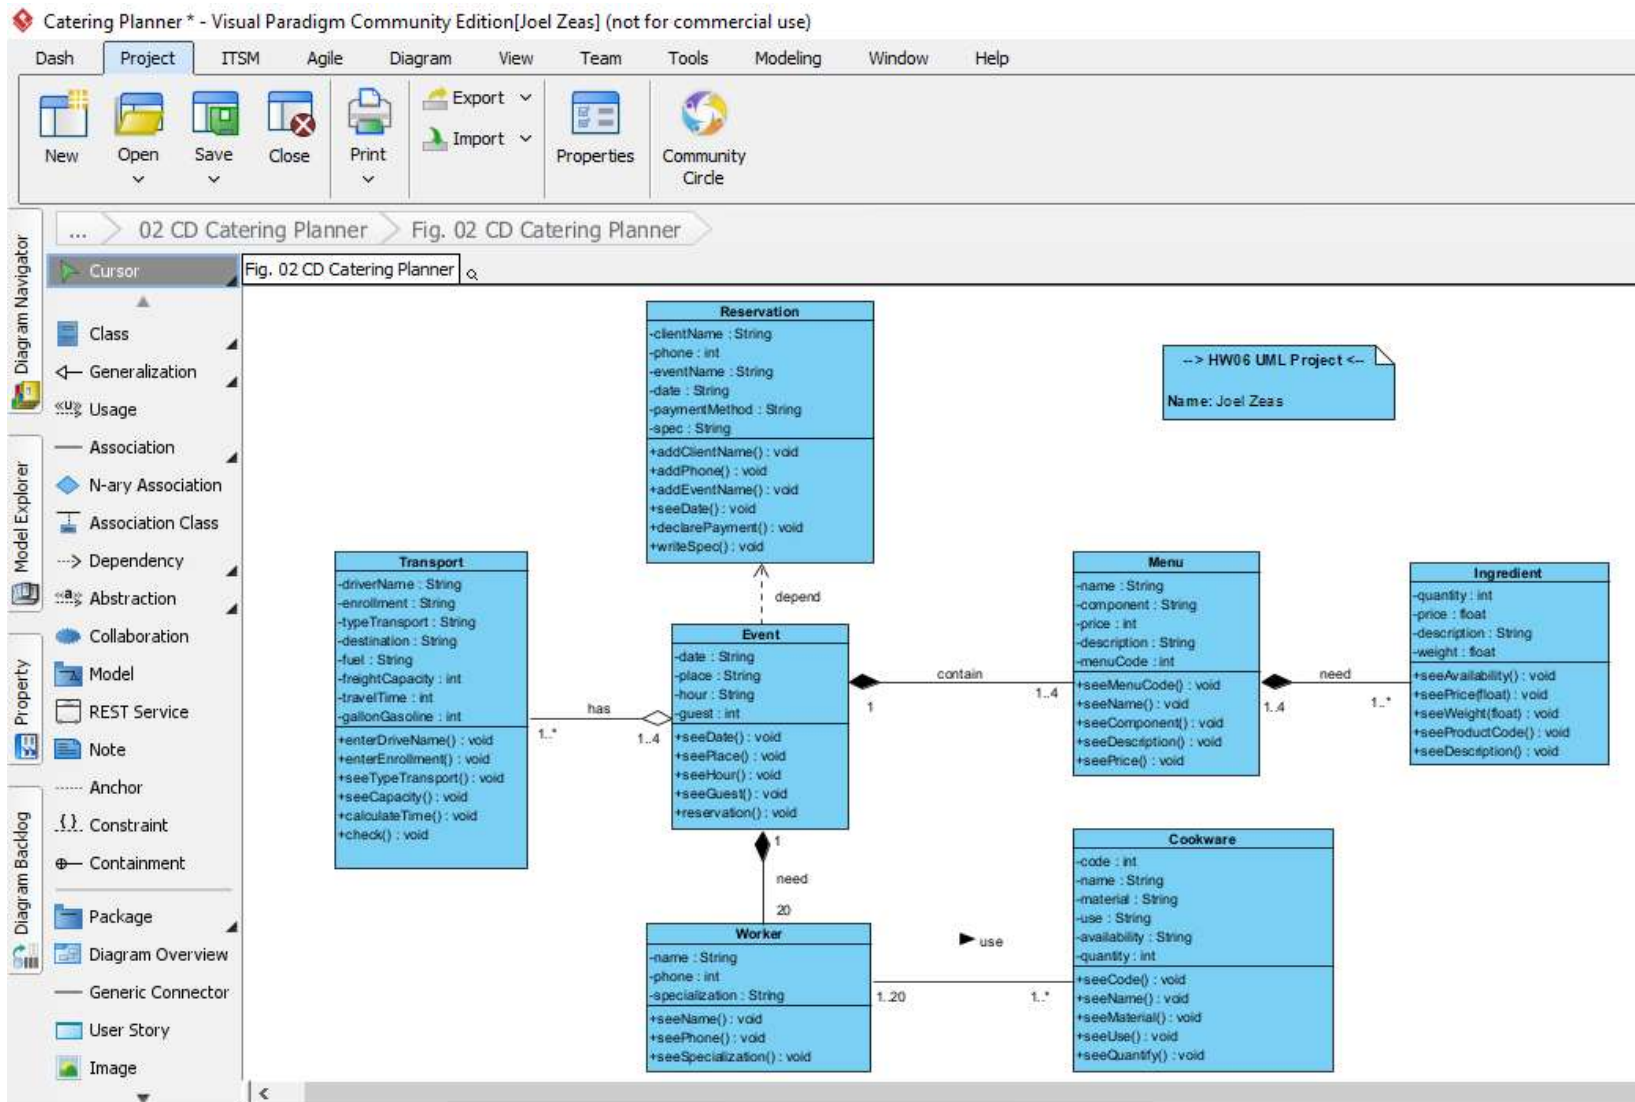 Catering Planner * - Visual Paradigm Community Edition[Joel Zeas] (not for commercial use)
Dash Project ITSM Agile Diagram View Team Tools Modeling Window Help
New Open Save Close Print Export Import Properties Community Circle
... 02 CD Catering Planner Fig. 02 CD Catering Planner
Diagram Navigator
Model Explorer
Property
Diagram Backlog
Cursor
Class
Generalization
Usage
Association
N-ary Association
Association Class
Dependency
Abstraction
Collaboration
Model
REST Service
Note
Anchor
Constraint
Containment
Package
Diagram Overview
Generic Connector
User Story
Image
Fig. 02 CD Catering Planner
Reservation
-clientName : String
-phone : int
-eventName : String
-date : String
-paymentMethod : String
-spec : String
+addClientName() : void
+addPhone() : void
+addEventName() : void
+seeDate() : void
+declarePayment() : void
+writeSpec() : void
--> HW06 UML Project <--
Name: Joel Zeas
depend
Transport
-driverName : String
-enrollment : String
-typeTransport : String
-destination : String
-fuel : String
-freightCapacity : int
-travelTime : int
-gallonGasoline : int
+enterDriveName() : void
+enterEnrollment() : void
+seeTypeTransport() : void
+seeCapacity() : void
+calculateTime() : void
+check() : void
has
1..*
1..4
Event
-date : String
-place : String
-hour : String
-guest : int
+seeDate() : void
+seePlace() : void
+seeHour() : void
+seeGuest() : void
+reservation() : void
contain
1
1..4
Menu
-name : String
-component : String
-price : int
-description : String
-menuCode : int
+seeMenuCode() : void
+seeName() : void
+seeComponent() : void
+seeDescription() : void
+seePrice() : void
need
1..4
1..*
Ingredient
-quantity : int
-price : float
-description : String
-weight : float
+seeAvailability() : void
+seePrice(float) : void
+seeWeight(float) : void
+seeProductCode() : void
+seeDescription() : void
1
need
20
Worker
-name : String
-phone : int
-specialization : String
+seeName() : void
+seePhone() : void
+seeSpecialization() : void
use
1..20
1..*
Cookware
-code : int
-name : String
-material : String
-use : String
-availability : String
-quantity : int
+seeCode() : void
+seeName() : void
+seeMaterial() : void
+seeUse() : void
+seeQuantify() : void